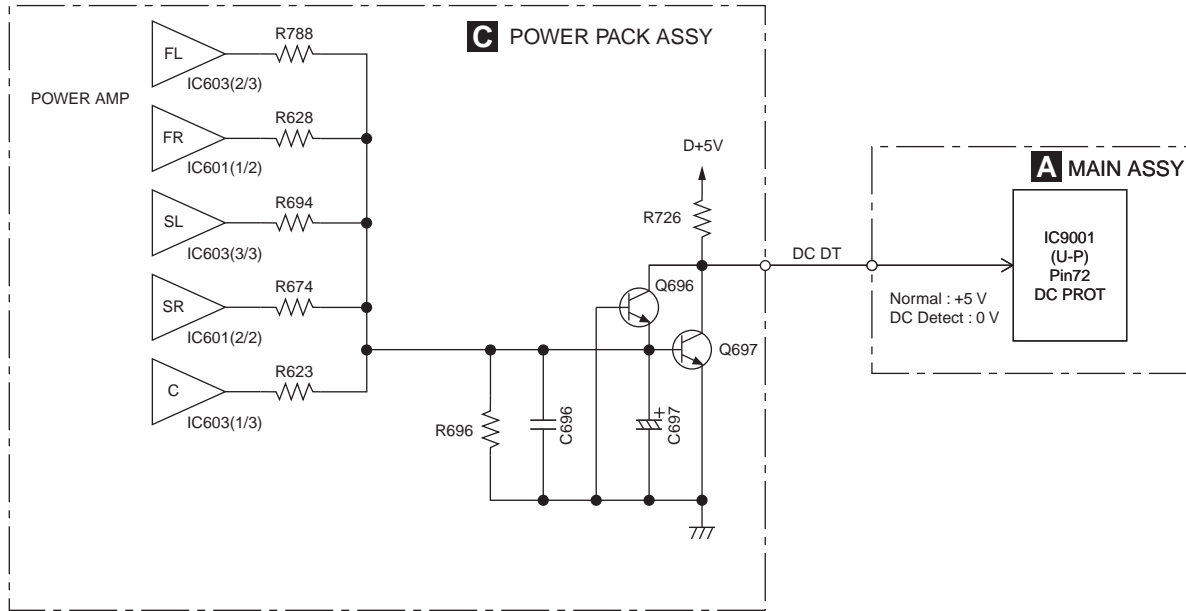 C POWER PACK ASSY
POWER AMP
FL
R788
IC603(2/3)
FR
R628
IC601(1/2)
SL
R694
IC603(3/3)
SR
R674
IC601(2/2)
C
R623
IC603(1/3)
D+5V
R726
Q696
Q697
R696
C696
+
C697
DC DT
A MAIN ASSY
IC9001
(U-P)
Pin72
DC PROT
Normal : +5 V
DC Detect : 0 V